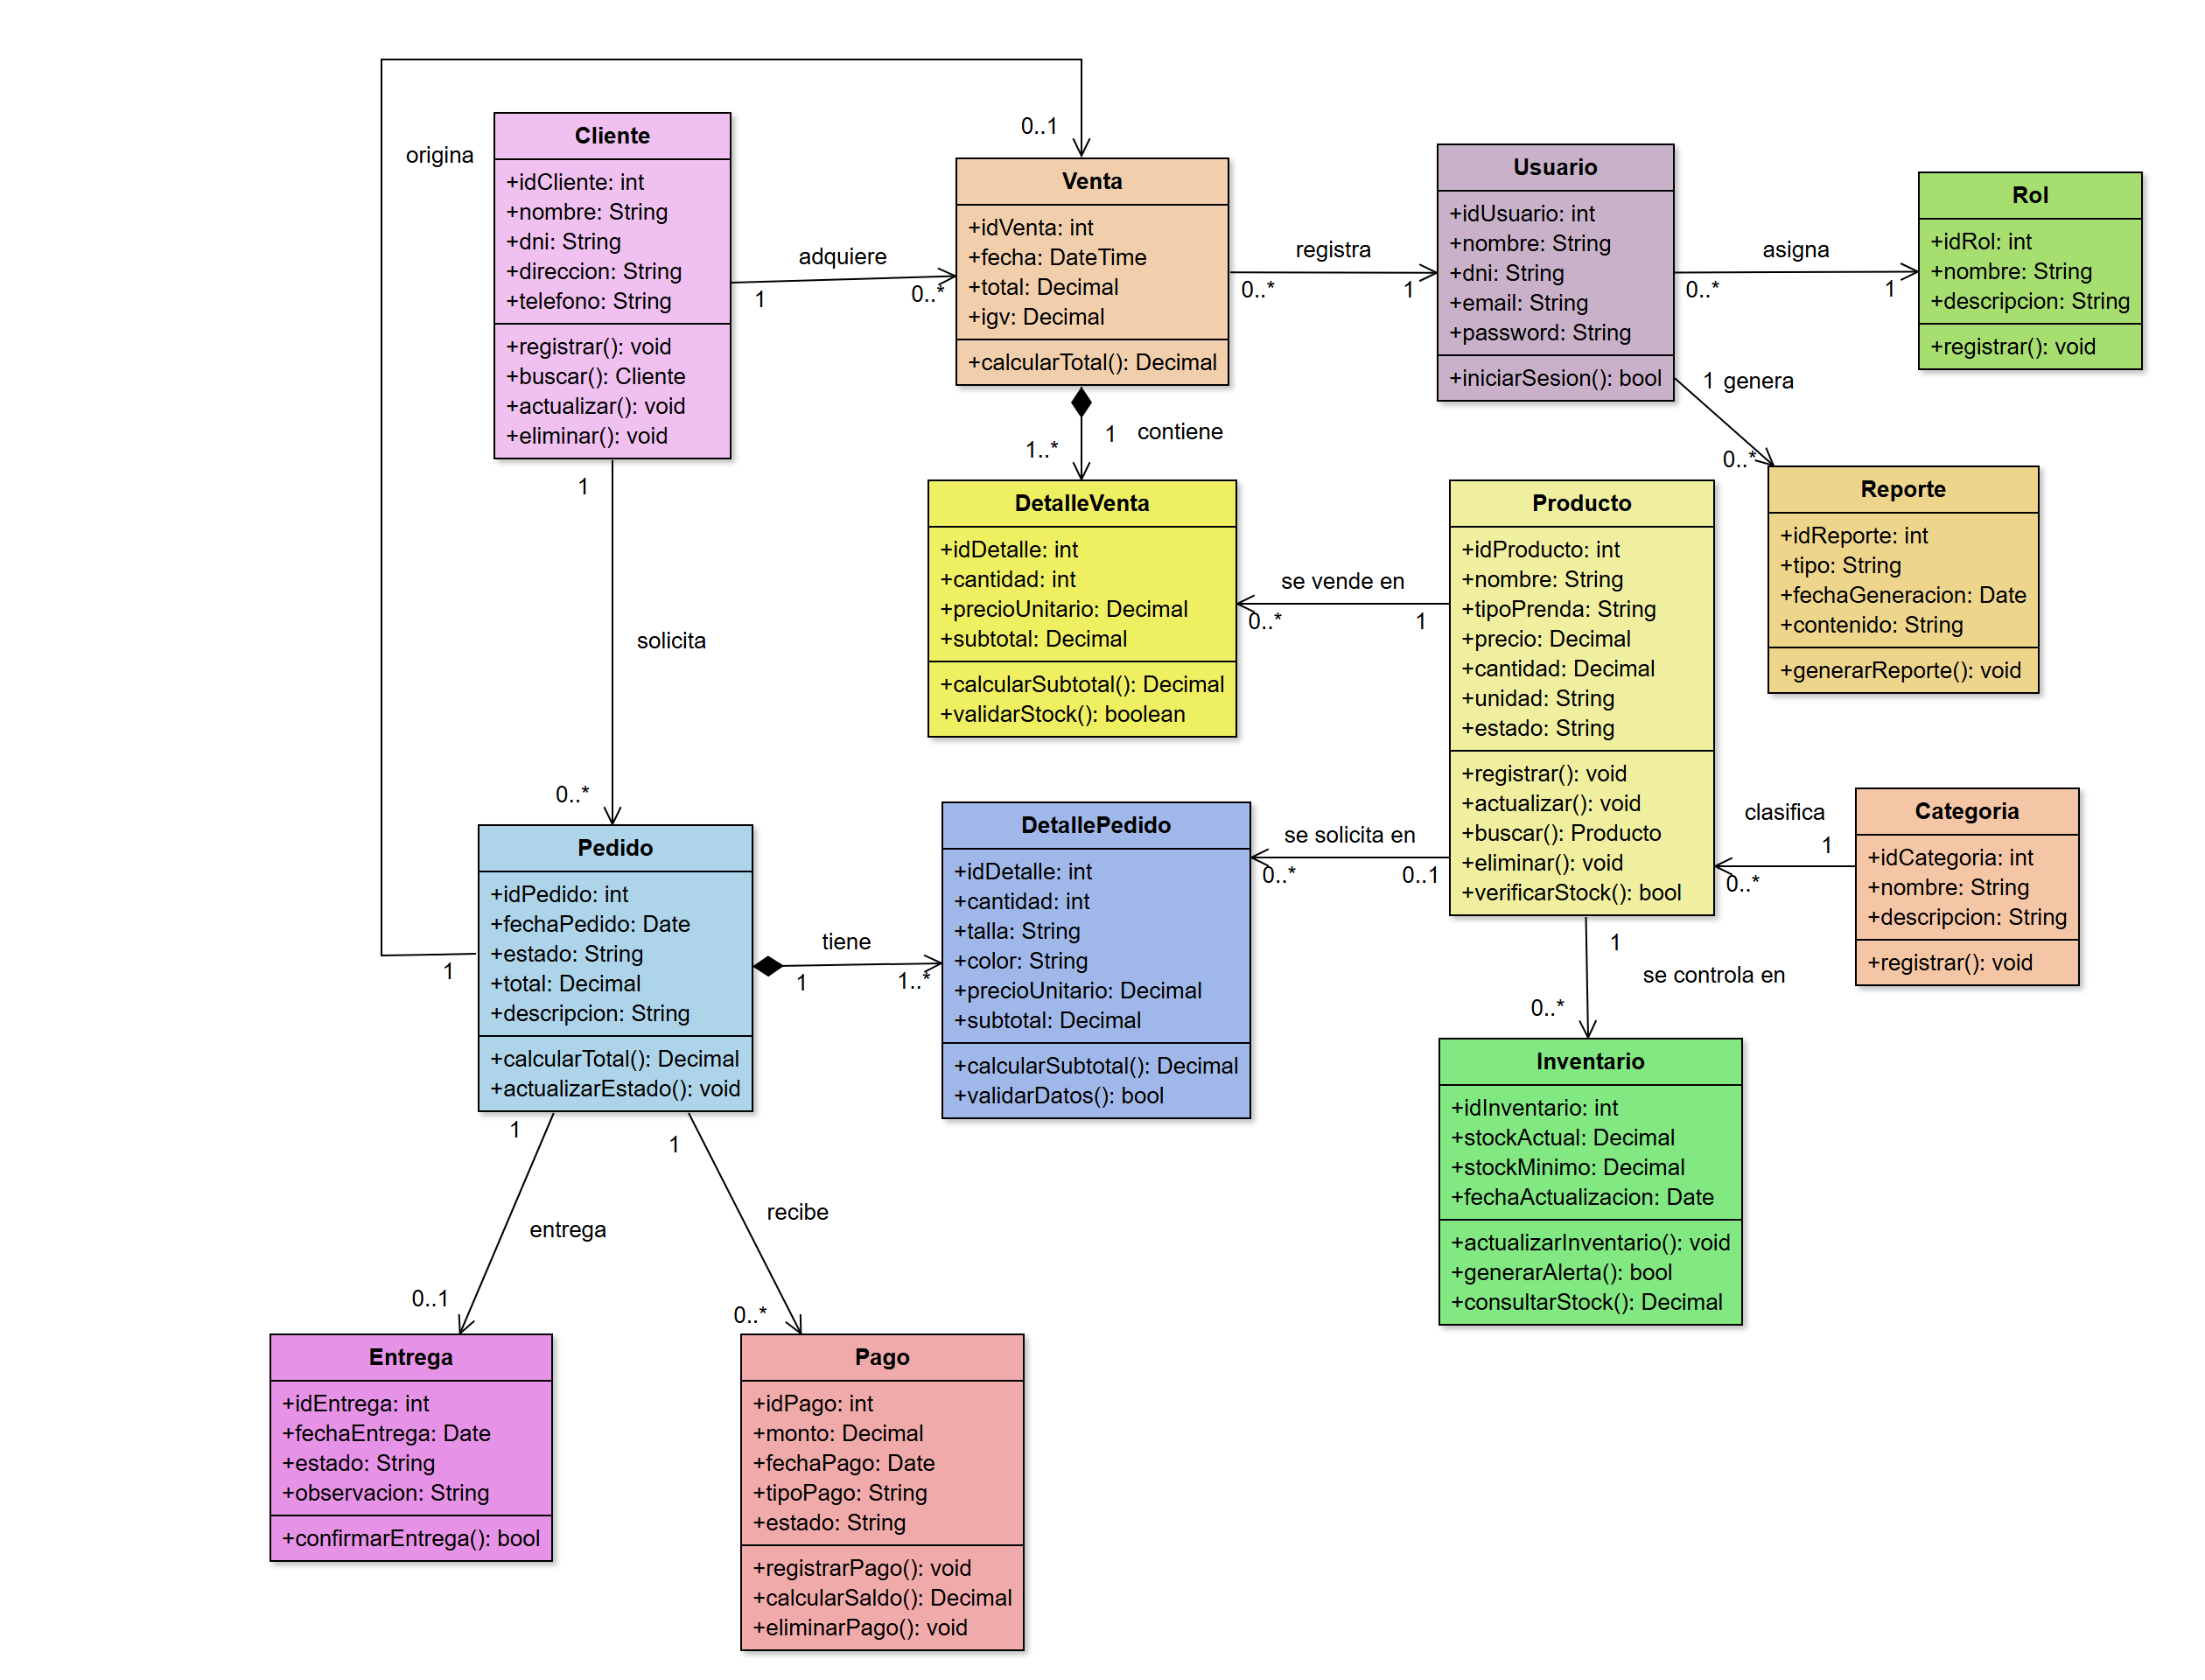 origina
Cliente
+idCliente: int
+nombre: String
+dni: String
+direccion: String
+telefono: String
+registrar(): void
+buscar(): Cliente
+actualizar(): void
+eliminar(): void
adquiere
1
0..*
0..1
Venta
+idVenta: int
+fecha: DateTime
+total: Decimal
+igv: Decimal
+calcularTotal(): Decimal
registra
0..*
1
Usuario
+idUsuario: int
+nombre: String
+dni: String
+email: String
+password: String
+iniciarSesion(): bool
asigna
0..*
1
Rol
+idRol: int
+nombre: String
+descripcion: String
+registrar(): void
1 genera
0..*
1 contiene
1..*
1
solicita
0..*
DetalleVenta
+idDetalle: int
+cantidad: int
+precioUnitario: Decimal
+subtotal: Decimal
+calcularSubtotal(): Decimal
+validarStock(): boolean
se vende en
0..*
1
Producto
+idProducto: int
+nombre: String
+tipoPrenda: String
+precio: Decimal
+cantidad: Decimal
+unidad: String
+estado: String
+registrar(): void
+actualizar(): void
+buscar(): Producto
+eliminar(): void
+verificarStock(): bool
Reporte
+idReporte: int
+tipo: String
+fechaGeneracion: Date
+contenido: String
+generarReporte(): void
clasifica
1
0..*
Categoria
+idCategoria: int
+nombre: String
+descripcion: String
+registrar(): void
Pedido
+idPedido: int
+fechaPedido: Date
+estado: String
+total: Decimal
+descripcion: String
+calcularTotal(): Decimal
+actualizarEstado(): void
1
tiene
1
1..*
DetallePedido
+idDetalle: int
+cantidad: int
+talla: String
+color: String
+precioUnitario: Decimal
+subtotal: Decimal
+calcularSubtotal(): Decimal
+validarDatos(): bool
se solicita en
0..*
0..1
1
se controla en
0..*
Inventario
+idInventario: int
+stockActual: Decimal
+stockMinimo: Decimal
+fechaActualizacion: Date
+actualizarInventario(): void
+generarAlerta(): bool
+consultarStock(): Decimal
1
entrega
0..1
1
recibe
0..*
Entrega
+idEntrega: int
+fechaEntrega: Date
+estado: String
+observacion: String
+confirmarEntrega(): bool
Pago
+idPago: int
+monto: Decimal
+fechaPago: Date
+tipoPago: String
+estado: String
+registrarPago(): void
+calcularSaldo(): Decimal
+eliminarPago(): void